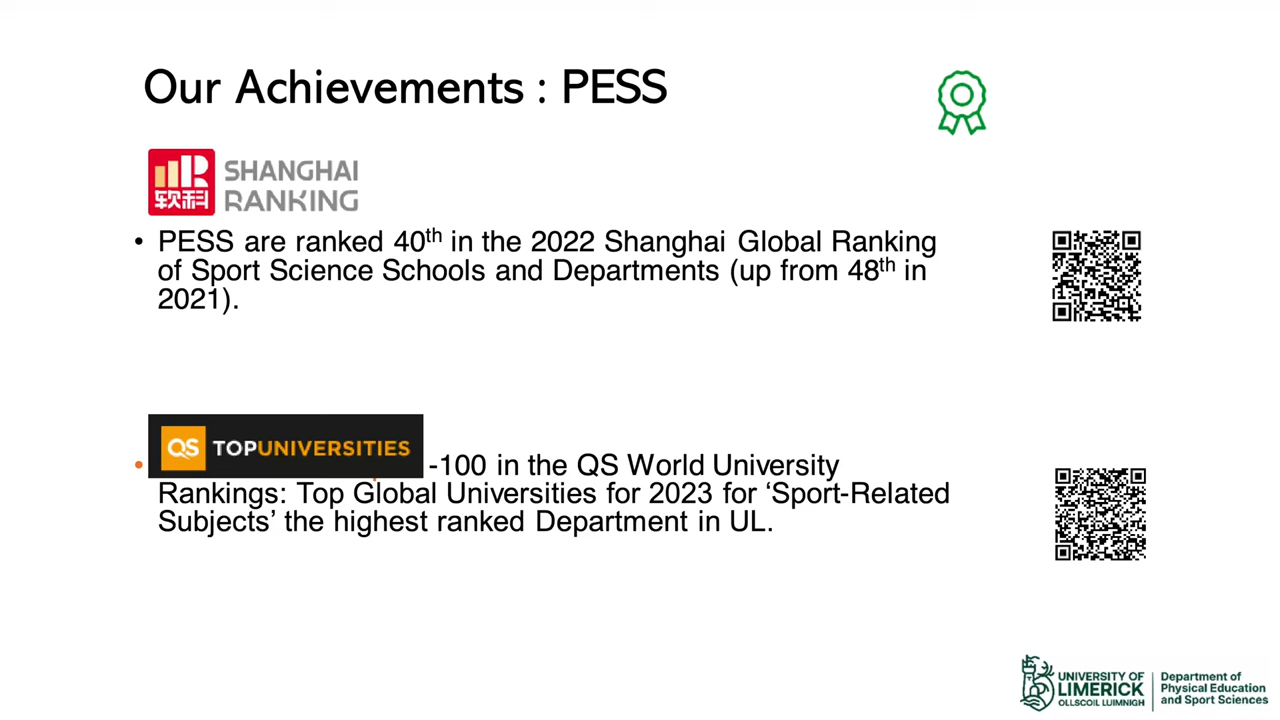 Our Achievements : PESS
软科
SHANGHAI
RANKING
• PESS are ranked 40th in the 2022 Shanghai Global Ranking
of Sport Science Schools and Departments (up from 48th in
2021).
QS TOPUNIVERSITIES
• -100 in the QS World University
Rankings: Top Global Universities for 2023 for ‘Sport-Related
Subjects’ the highest ranked Department in UL.
UNIVERSITY OF
LIMERICK
OLLSCOIL LUIMNIGH
Department of
Physical Education
and Sport Sciences